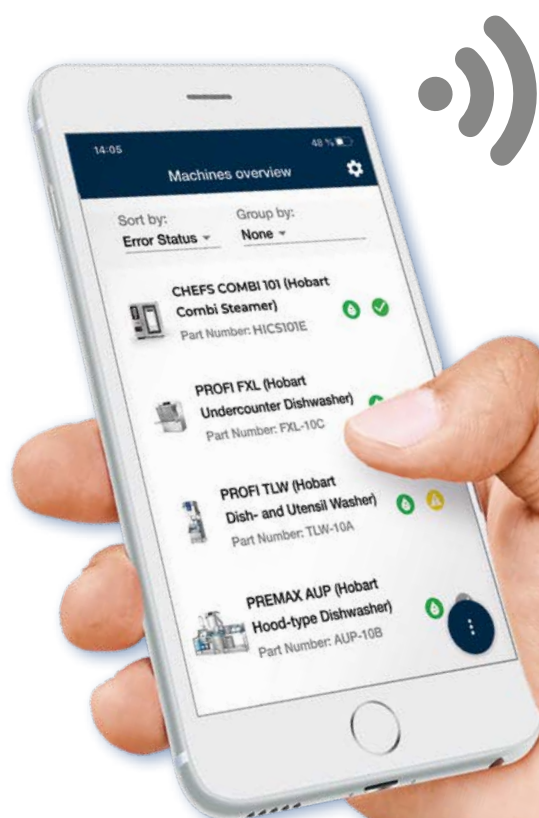 14:05 48 %
Machines overview
Sort by: Group by:
Error Status None
CHEFS COMBI 101 (Hobart
Combi Steamer)
Part Number: HICS101E
PROFI FXL (Hobart
Undercounter Dishwasher)
Part Number: FXL-10C
PROFI TLW (Hobart
Dish- and Utensil Washer)
Part Number: TLW-10A
PREMAX AUP (Hobart
Hood-type Dishwasher)
Part Number: AUP-10B